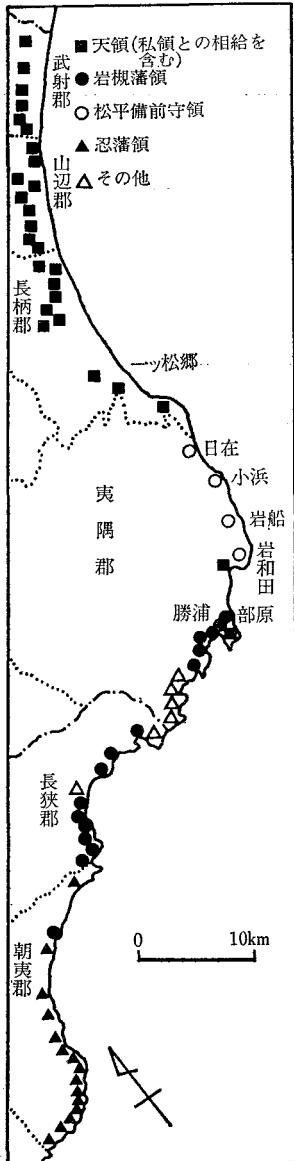 ■ 天領(私領との相給を
含む)
● 岩槻藩領
○ 松平備前守領
▲ 忍藩領
△ その他
武射郡
山辺郡
長柄郡
一ッ松郷
日在
小浜
岩船
岩和田
夷隅郡
勝浦
部原
長狭郡
朝夷郡
0 10km